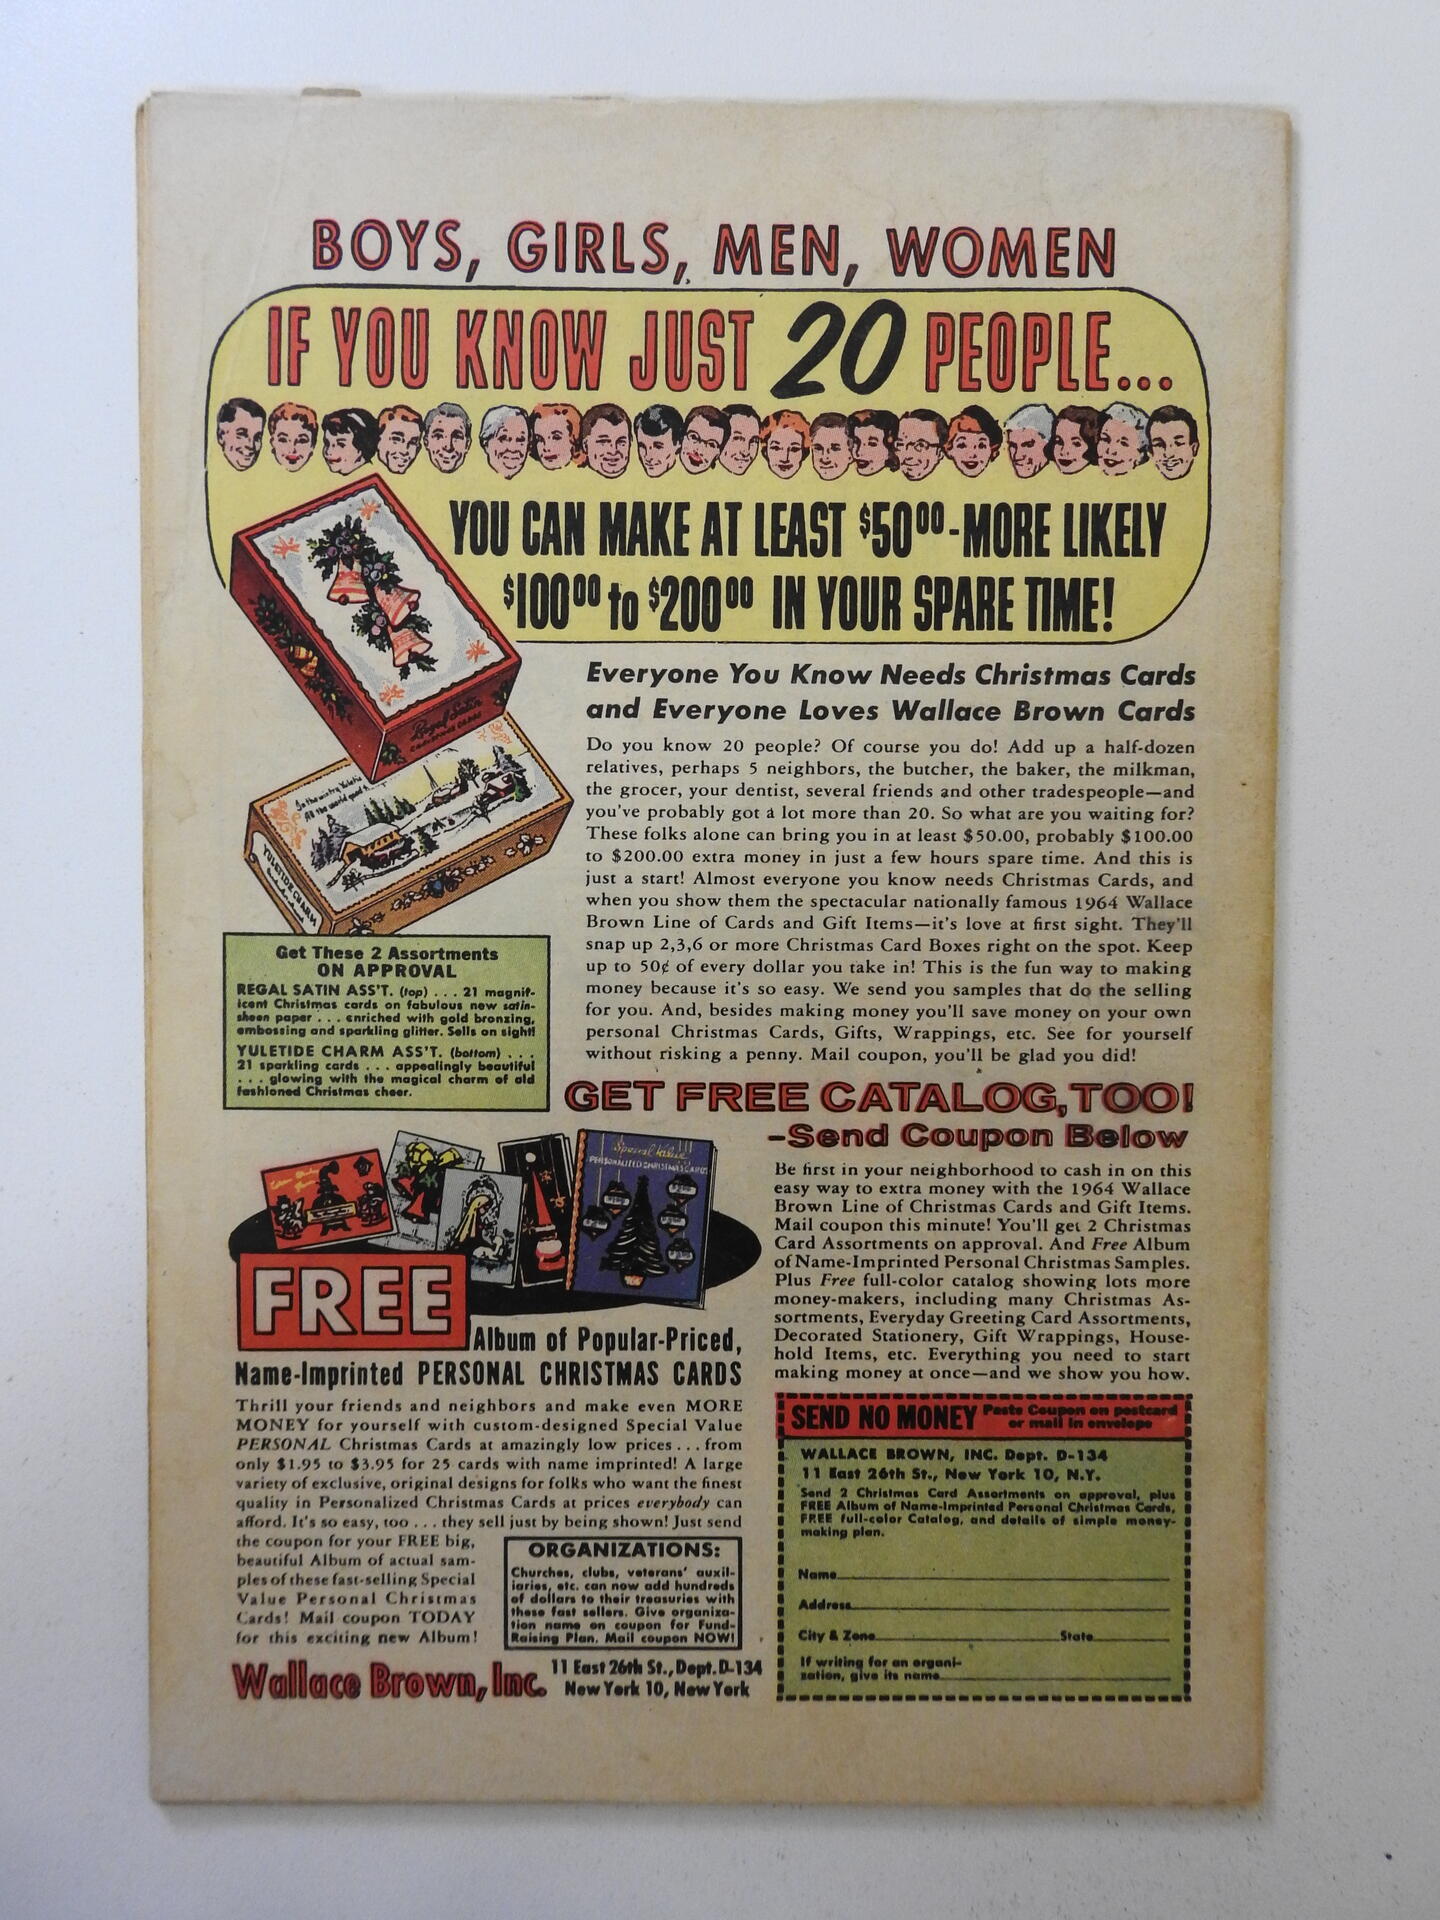 BOYS, GIRLS, MEN, WOMEN
IF YOU KNOW JUST 20 PEOPLE...
YOU CAN MAKE AT LEAST $50⁰⁰-MORE LIKELY
$100⁰⁰ to $200⁰⁰ IN YOUR SPARE TIME!
Regal Satin
CHRISTMAS CARDS
In the wintry Yuletide
All the world
YULETIDE CHARM
Everyone You Know Needs Christmas Cards
and Everyone Loves Wallace Brown Cards
Do you know 20 people? Of course you do! Add up a half-dozen
relatives, perhaps 5 neighbors, the butcher, the baker, the milkman,
the grocer, your dentist, several friends and other tradespeople—and
you've probably got a lot more than 20. So what are you waiting for?
These folks alone can bring you in at least $50.00, probably $100.00
to $200.00 extra money in just a few hours spare time. And this is
just a start! Almost everyone you know needs Christmas Cards, and
when you show them the spectacular nationally famous 1964 Wallace
Brown Line of Cards and Gift Items—it's love at first sight. They'll
snap up 2,3,6 or more Christmas Card Boxes right on the spot. Keep
up to 50¢ of every dollar you take in! This is the fun way to making
money because it's so easy. We send you samples that do the selling
for you. And, besides making money you'll save money on your own
personal Christmas Cards, Gifts, Wrappings, etc. See for yourself
without risking a penny. Mail coupon, you'll be glad you did!
Get These 2 Assortments
ON APPROVAL
REGAL SATIN ASS'T. (top) . . . 21 magnif-
icent Christmas cards on fabulous new satin-
sheen paper . . . enriched with gold bronzing,
embossing and sparkling glitter. Sells on sight!
YULETIDE CHARM ASS'T. (bottom) . . .
21 sparkling cards . . . appealingly beautiful
. . . glowing with the magical charm of old
fashioned Christmas cheer.
GET FREE CATALOG, TOO!
-Send Coupon Below
Be first in your neighborhood to cash in on this
easy way to extra money with the 1964 Wallace
Brown Line of Christmas Cards and Gift Items.
Mail coupon this minute! You'll get 2 Christmas
Card Assortments on approval. And Free Album
of Name-Imprinted Personal Christmas Samples.
Plus Free full-color catalog showing lots more
money-makers, including many Christmas As-
sortments, Everyday Greeting Card Assortments,
Decorated Stationery, Gift Wrappings, House-
hold Items, etc. Everything you need to start
making money at once—and we show you how.
Special Value
PERSONALIZED CHRISTMAS CARDS
FREE
Album of Popular-Priced,
Name-Imprinted PERSONAL CHRISTMAS CARDS
Thrill your friends and neighbors and make even MORE
MONEY for yourself with custom-designed Special Value
PERSONAL Christmas Cards at amazingly low prices . . . from
only $1.95 to $3.95 for 25 cards with name imprinted! A large
variety of exclusive, original designs for folks who want the finest
quality in Personalized Christmas Cards at prices everybody can
afford. It's so easy, too . . . they sell just by being shown! Just send
the coupon for your FREE big,
beautiful Album of actual sam-
ples of these fast-selling Special
Value Personal Christmas
Cards! Mail coupon TODAY
for this exciting new Album!
ORGANIZATIONS:
Churches, clubs, veterans' auxil-
iaries, etc. can now add hundreds
of dollars to their treasuries with
these fast sellers. Give organiza-
tion name on coupon for Fund-
Raising Plan. Mail coupon NOW!
Wallace Brown, Inc. 11 East 26th St., Dept. D-134
New York 10, New York
SEND NO MONEY Paste Coupon on postcard
or mail in envelope
WALLACE BROWN, INC. Dept. D-134
11 East 26th St., New York 10, N.Y.
Send 2 Christmas Card Assortments on approval, plus
FREE Album of Name-Imprinted Personal Christmas Cards,
FREE full-color Catalog, and details of simple money-
making plan.
Name
Address
City & Zone State
If writing for an organi-
zation, give its name